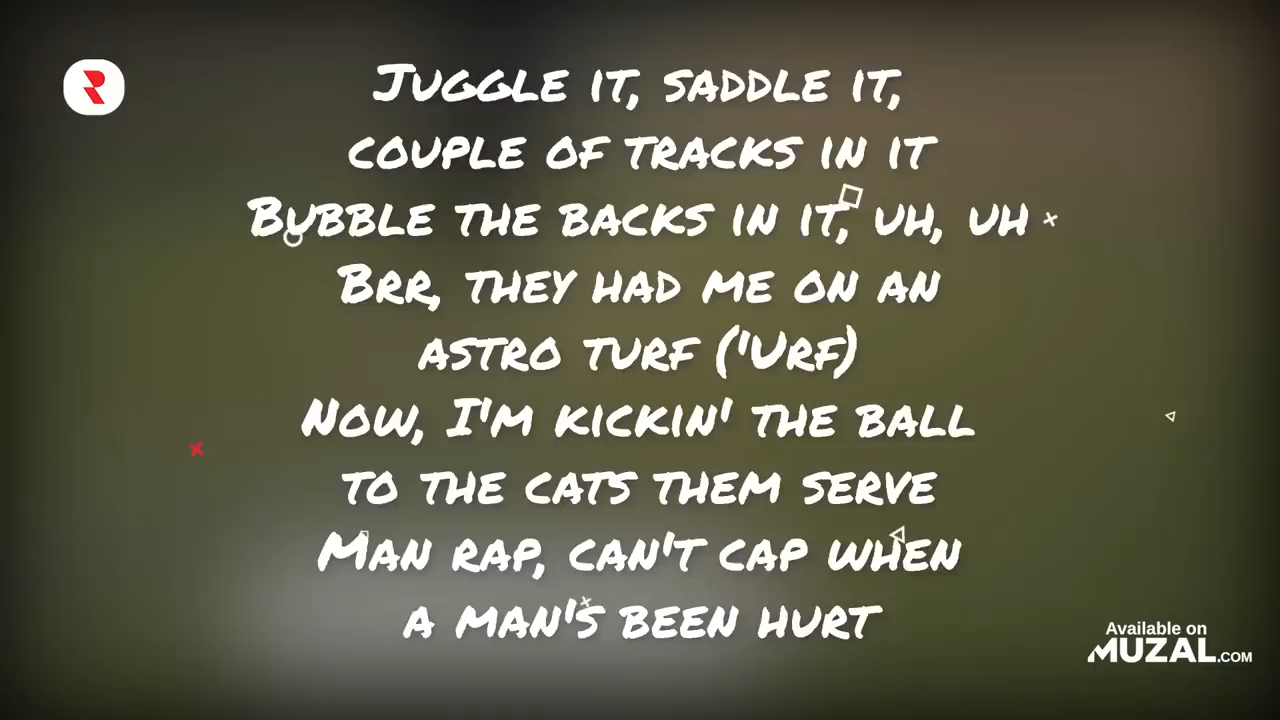 Juggle it, saddle it,
couple of tracks in it
Bubble the backs in it, uh, uh
Brr, they had me on an
astro turf ('Urf)
Now, I'm kickin' the ball
to the cats them serve
Man rap, can't cap when
a man's been hurt
Available on
MUZAL.COM